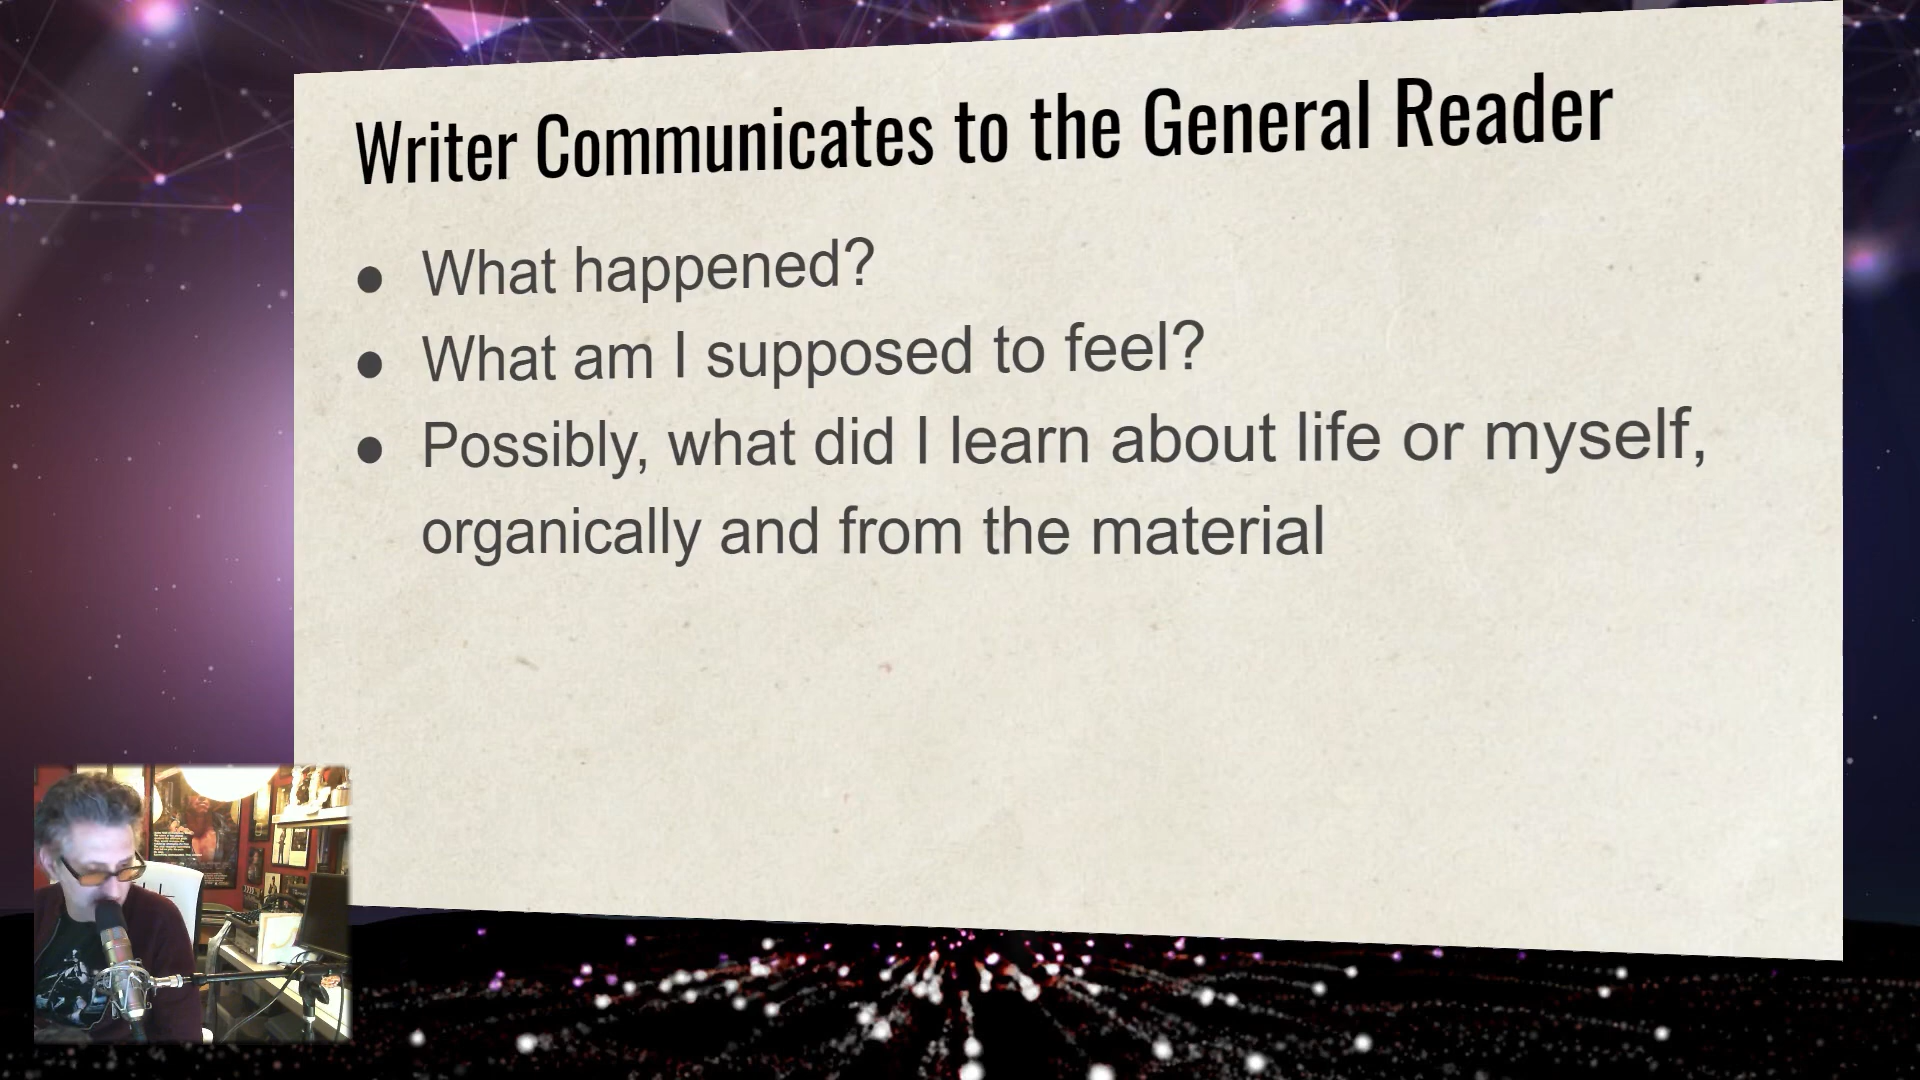 Writer Communicates to the General Reader
● What happened?
● What am I supposed to feel?
● Possibly, what did I learn about life or myself,
organically and from the material